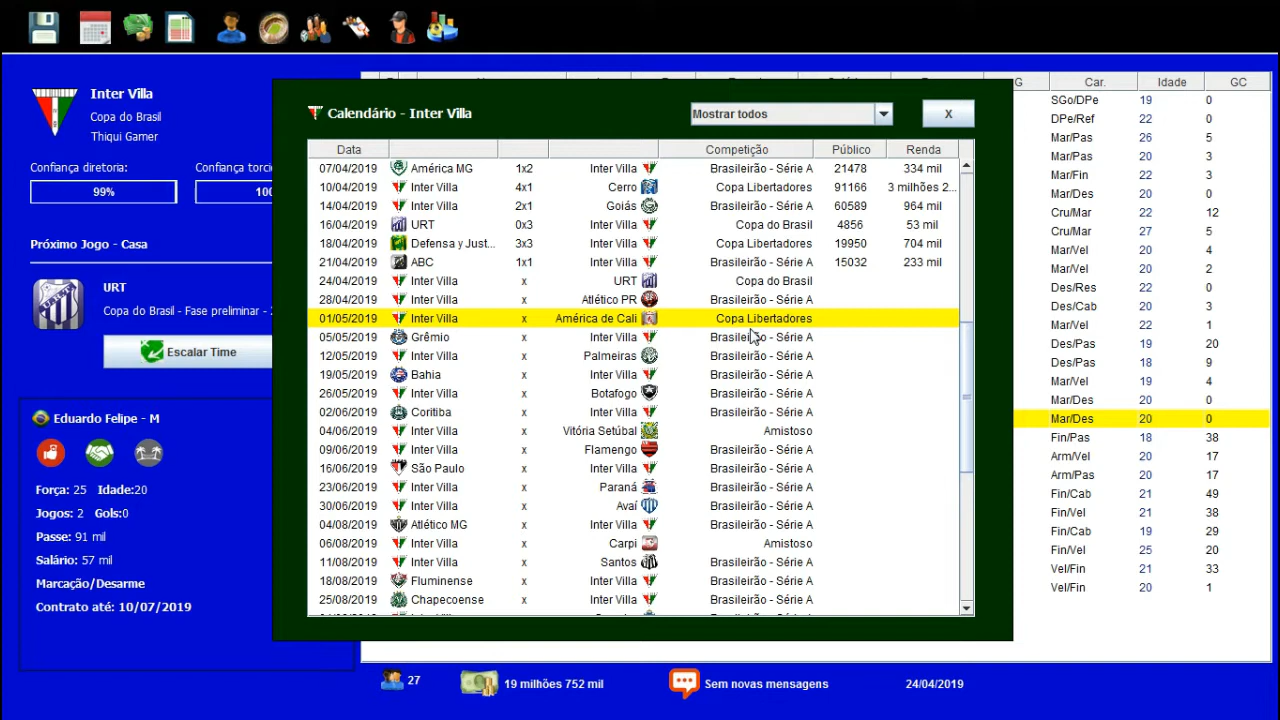 Inter Villa
Copa do Brasil
Thiqui Gamer
Confiança diretoria:
99%
Próximo Jogo - Casa
URT
Copa do Brasil - Fase preliminar -
Escalar Time
Eduardo Felipe - M
Força: 25 Idade:20
Jogos: 2 Gols:0
Passe: 91 mil
Salário: 57 mil
Marcação/Desarme
Contrato até: 10/07/2019
Calendário - Inter Villa
Mostrar todos
X
Data Competição Público Renda
07/04/2019 América MG 1x2 Inter Villa Brasileirão - Série A 21478 334 mil
10/04/2019 Inter Villa 4x1 Cerro Copa Libertadores 91166 3 milhões 2...
14/04/2019 Inter Villa 2x1 Goiás Brasileirão - Série A 60589 964 mil
16/04/2019 URT 0x3 Inter Villa Copa do Brasil 4856 53 mil
18/04/2019 Defensa y Just... 3x3 Inter Villa Copa Libertadores 19950 704 mil
21/04/2019 ABC 1x1 Inter Villa Brasileirão - Série A 15032 233 mil
24/04/2019 Inter Villa x URT Copa do Brasil
28/04/2019 Inter Villa x Atlético PR Brasileirão - Série A
01/05/2019 Inter Villa x América de Cali Copa Libertadores
05/05/2019 Grêmio x Inter Villa Brasileirão - Série A
12/05/2019 Inter Villa x Palmeiras Brasileirão - Série A
19/05/2019 Bahia x Inter Villa Brasileirão - Série A
26/05/2019 Inter Villa x Botafogo Brasileirão - Série A
02/06/2019 Coritiba x Inter Villa Brasileirão - Série A
04/06/2019 Inter Villa x Vitória Setúbal Amistoso
09/06/2019 Inter Villa x Flamengo Brasileirão - Série A
16/06/2019 São Paulo x Inter Villa Brasileirão - Série A
23/06/2019 Inter Villa x Paraná Brasileirão - Série A
30/06/2019 Inter Villa x Avaí Brasileirão - Série A
04/08/2019 Atlético MG x Inter Villa Brasileirão - Série A
06/08/2019 Inter Villa x Carpi Amistoso
11/08/2019 Inter Villa x Santos Brasileirão - Série A
18/08/2019 Fluminense x Inter Villa Brasileirão - Série A
25/08/2019 Chapecoense x Inter Villa Brasileirão - Série A
G Car. Idade GC
SGo/DPe 19 0
DPe/Ref 22 0
Mar/Pas 26 5
Mar/Pas 20 3
Mar/Fin 22 3
Mar/Des 20 0
Cru/Mar 22 12
Cru/Mar 27 5
Mar/Vel 20 4
Mar/Vel 20 2
Des/Res 22 0
Des/Cab 20 3
Mar/Vel 22 1
Des/Pas 19 20
Des/Pas 18 9
Mar/Vel 19 4
Mar/Des 20 0
Mar/Des 20 0
Fin/Pas 18 38
Arm/Vel 20 17
Arm/Pas 20 17
Fin/Cab 21 49
Fin/Vel 21 38
Fin/Cab 19 29
Fin/Vel 25 20
Vel/Fin 21 33
Vel/Fin 20 1
27
19 milhões 752 mil
Sem novas mensagens
24/04/2019